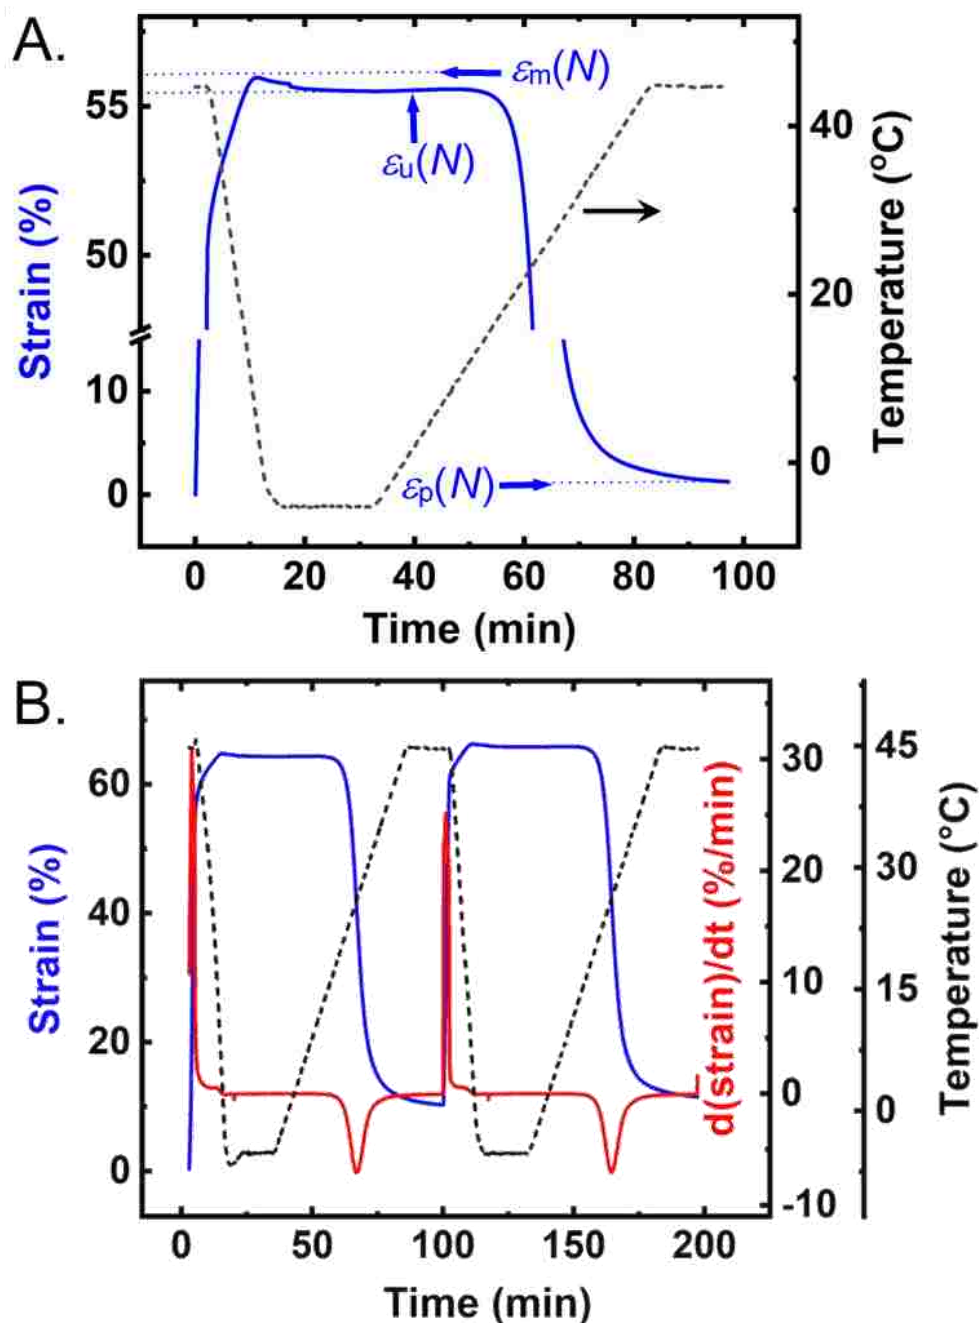 A.
εm(N)
55
40
εu(N)
Strain (%)
50
20
Temperature (°C)
10
0
εp(N)
0
0 20 40 60 80 100
Time (min)
B.
30
45
60
20
30
Strain (%)
40
d(strain)/dt (%/min)
Temperature (°C)
10
15
20
0
0
0
-10
0 50 100 150 200
Time (min)